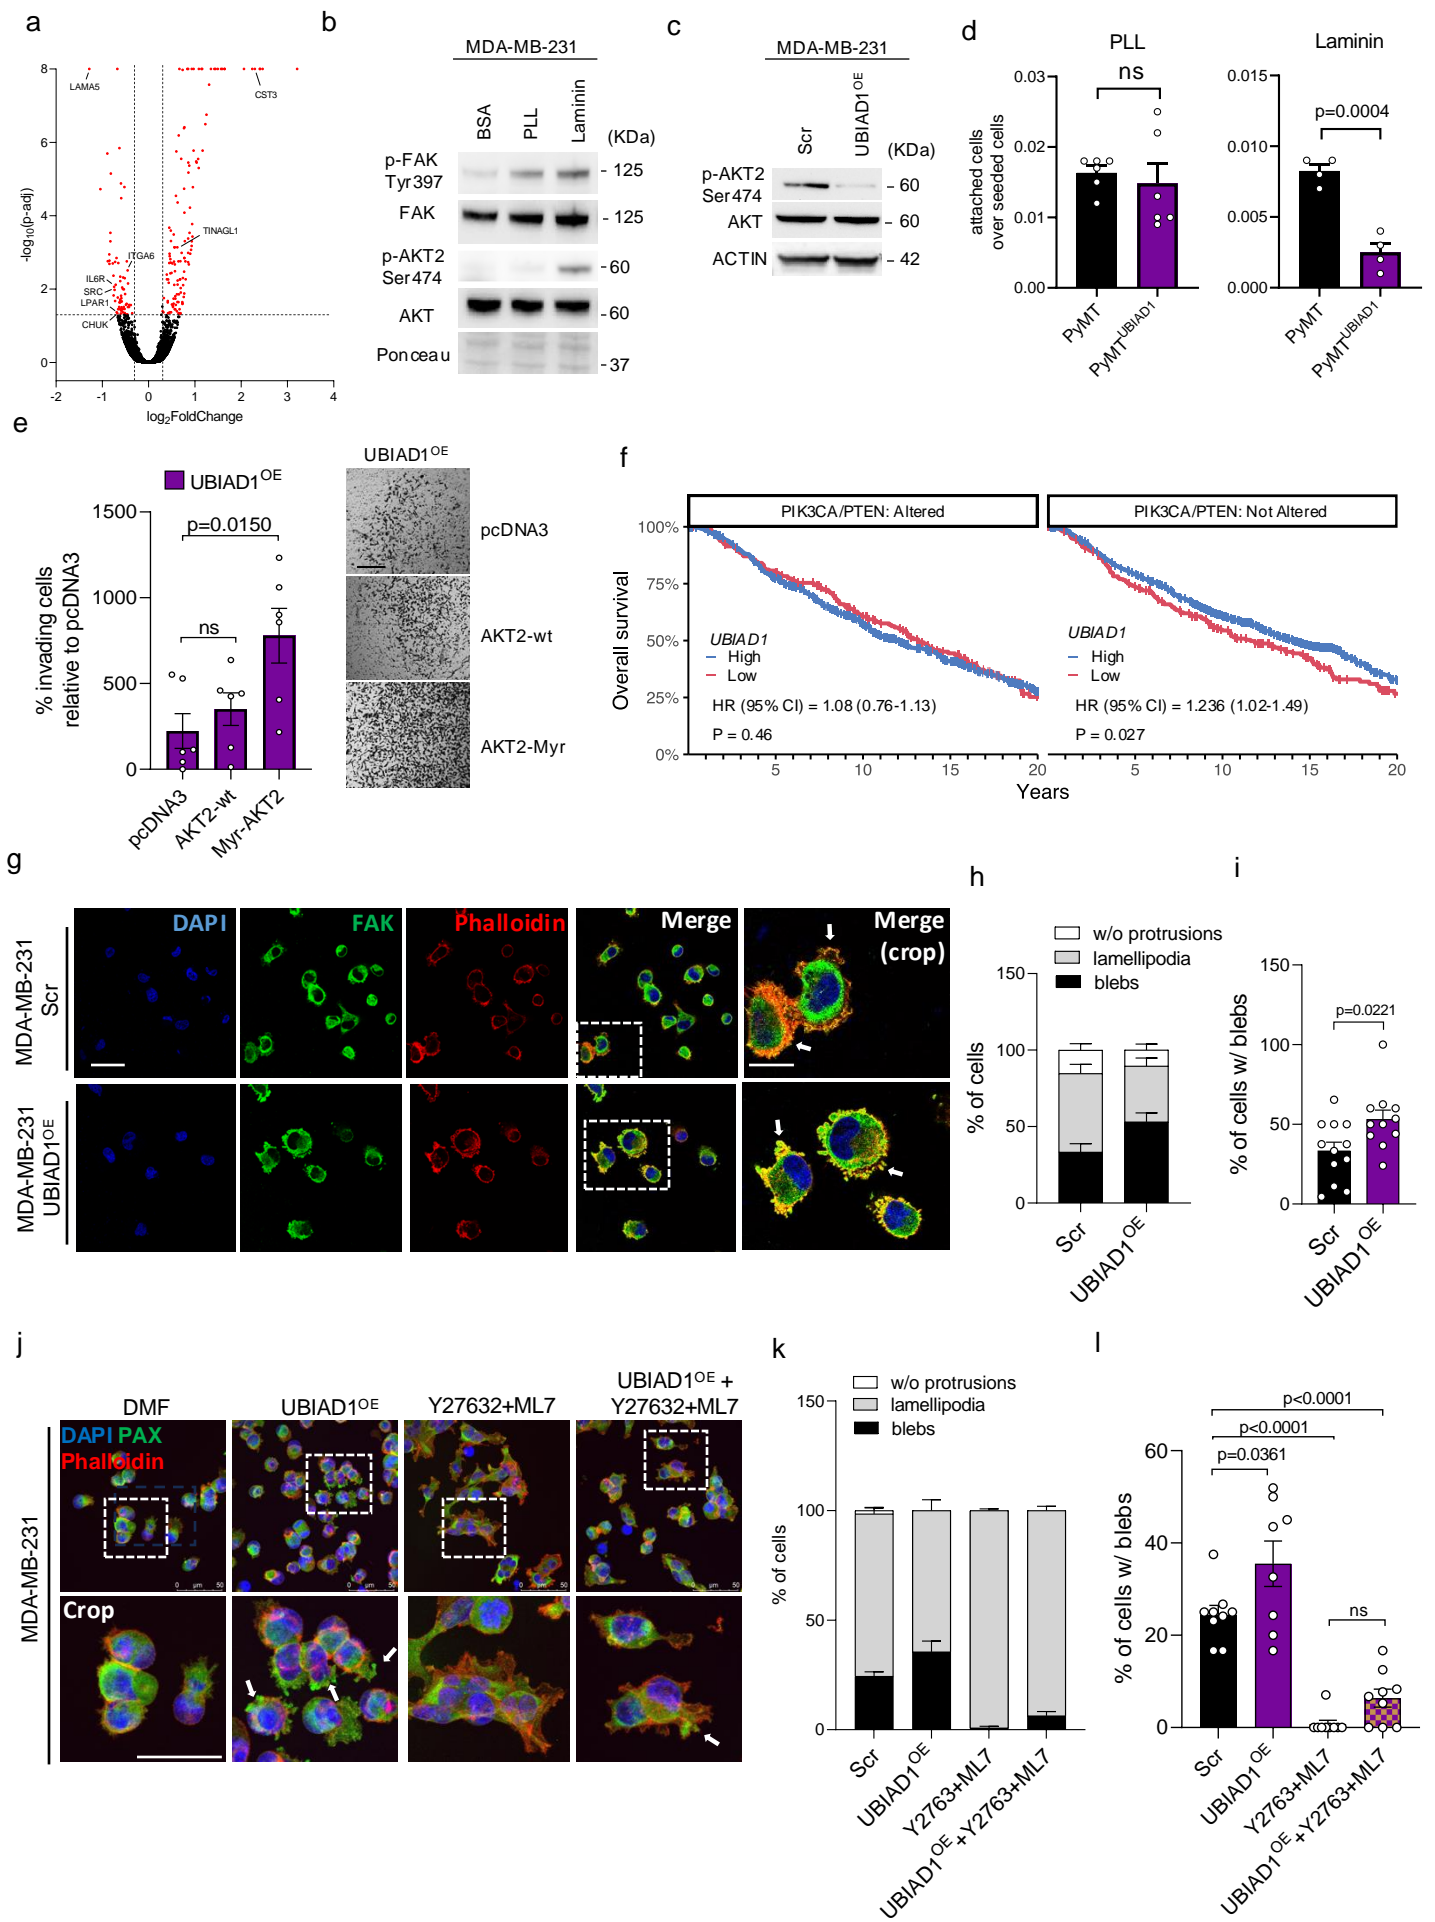 a
8
6
4
2
0
-log10(p-adj)
-2 -1 0 1 2 3 4
log2FoldChange
LAMA5
CST3
TINAGL1
ITGA6
IL6R
SRC
LPAR1
CHUK
b
MDA-MB-231
BSA PLL Laminin (KDa)
p-FAK
Tyr397
- 125
FAK
- 125
p-AKT2
Ser474
- 60
AKT
- 60
Ponceau
- 37
c
MDA-MB-231
Scr UBIAD1OE (KDa)
p-AKT2
Ser474
- 60
AKT
- 60
ACTIN
- 42
d
PLL
ns
0.03
0.02
0.01
0.00
attached cells
over seeded cells
PyMT PyMTUBIAD1
Laminin
p=0.0004
0.015
0.010
0.005
0.000
PyMT PyMTUBIAD1
e
UBIAD1OE
p=0.0150
ns
1500
1000
500
0
% invading cells
relative to pcDNA3
pcDNA3 AKT2-wt Myr-AKT2
UBIAD1OE
pcDNA3
AKT2-wt
AKT2-Myr
f
PIK3CA/PTEN: Altered
PIK3CA/PTEN: Not Altered
100%
75%
50%
25%
0%
Overall survival
UBIAD1
High
Low
HR (95% CI) = 1.08 (0.76-1.13)
P = 0.46
UBIAD1
High
Low
HR (95% CI) = 1.236 (1.02-1.49)
P = 0.027
5 10 15 20
5 10 15 20
Years
g
DAPI FAK Phalloidin Merge Merge
(crop)
MDA-MB-231
Scr
MDA-MB-231
UBIAD1OE
h
w/o protrusions
lamellipodia
blebs
150
100
50
0
% of cells
Scr UBIAD1OE
i
150
100
50
0
p=0.0221
% of cells w/ blebs
Scr UBIAD1OE
j
DMF UBIAD1OE Y27632+ML7 UBIAD1OE +
Y27632+ML7
DAPI PAX
Phalloidin
MDA-MB-231
0 µm 50
0 µm 50
0 µm 50
0 µm 50
Crop
k
w/o protrusions
lamellipodia
blebs
150
100
50
0
% of cells
Scr UBIAD1OE Y2763+ML7 UBIAD1OE+Y2763+ML7
l
p<0.0001
p<0.0001
p=0.0361
ns
60
40
20
0
% of cells w/ blebs
Scr UBIAD1OE Y2763+ML7 UBIAD1OE+Y2763+ML7